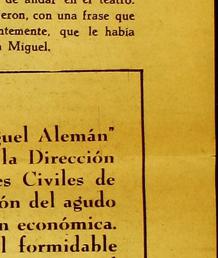 de andar en el teatro.
eron, con una frase que
ntemente, que le había
a Miguel,
guel Alemán"
la Dirección
es Civiles de
ón del agudo
n económica.
l formidable